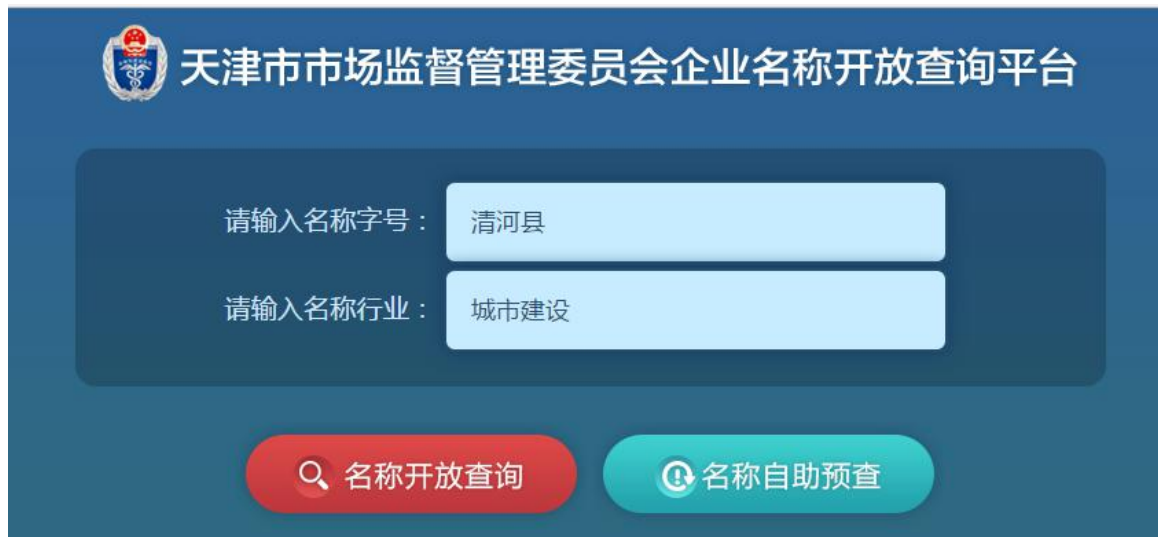 天津市市场监督管理委员会企业名称开放查询平台
请输入名称字号： 清河县
请输入名称行业： 城市建设
名称开放查询 名称自助预查